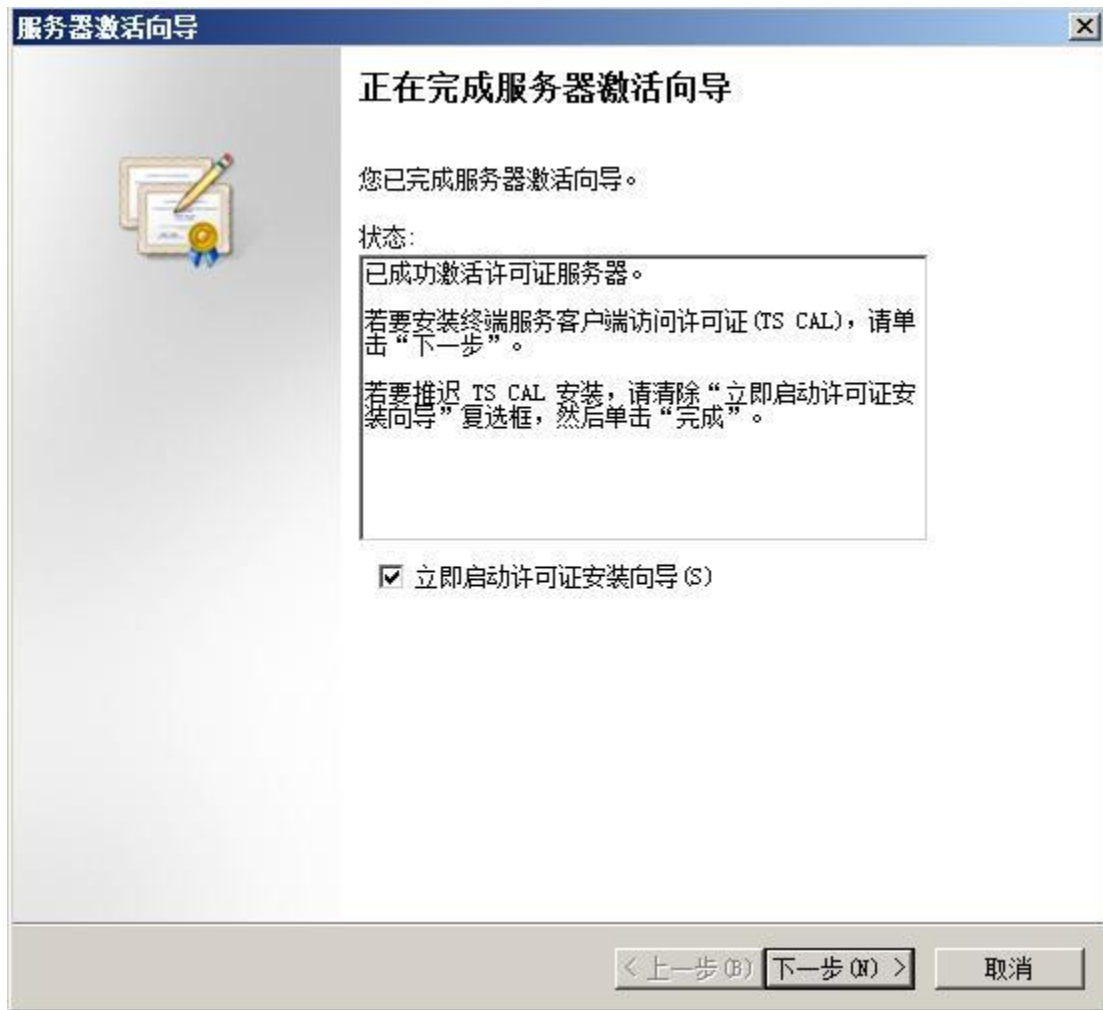 服务器激活向导
正在完成服务器激活向导
您已完成服务器激活向导。
状态:
已成功激活许可证服务器。
若要安装终端服务客户端访问许可证(TS CAL)，请单
击“下一步”。
若要推迟 TS CAL 安装，请清除“立即启动许可证安
装向导”复选框，然后单击“完成”。
立即启动许可证安装向导(S)
< 上一步(B) 下一步(N) > 取消